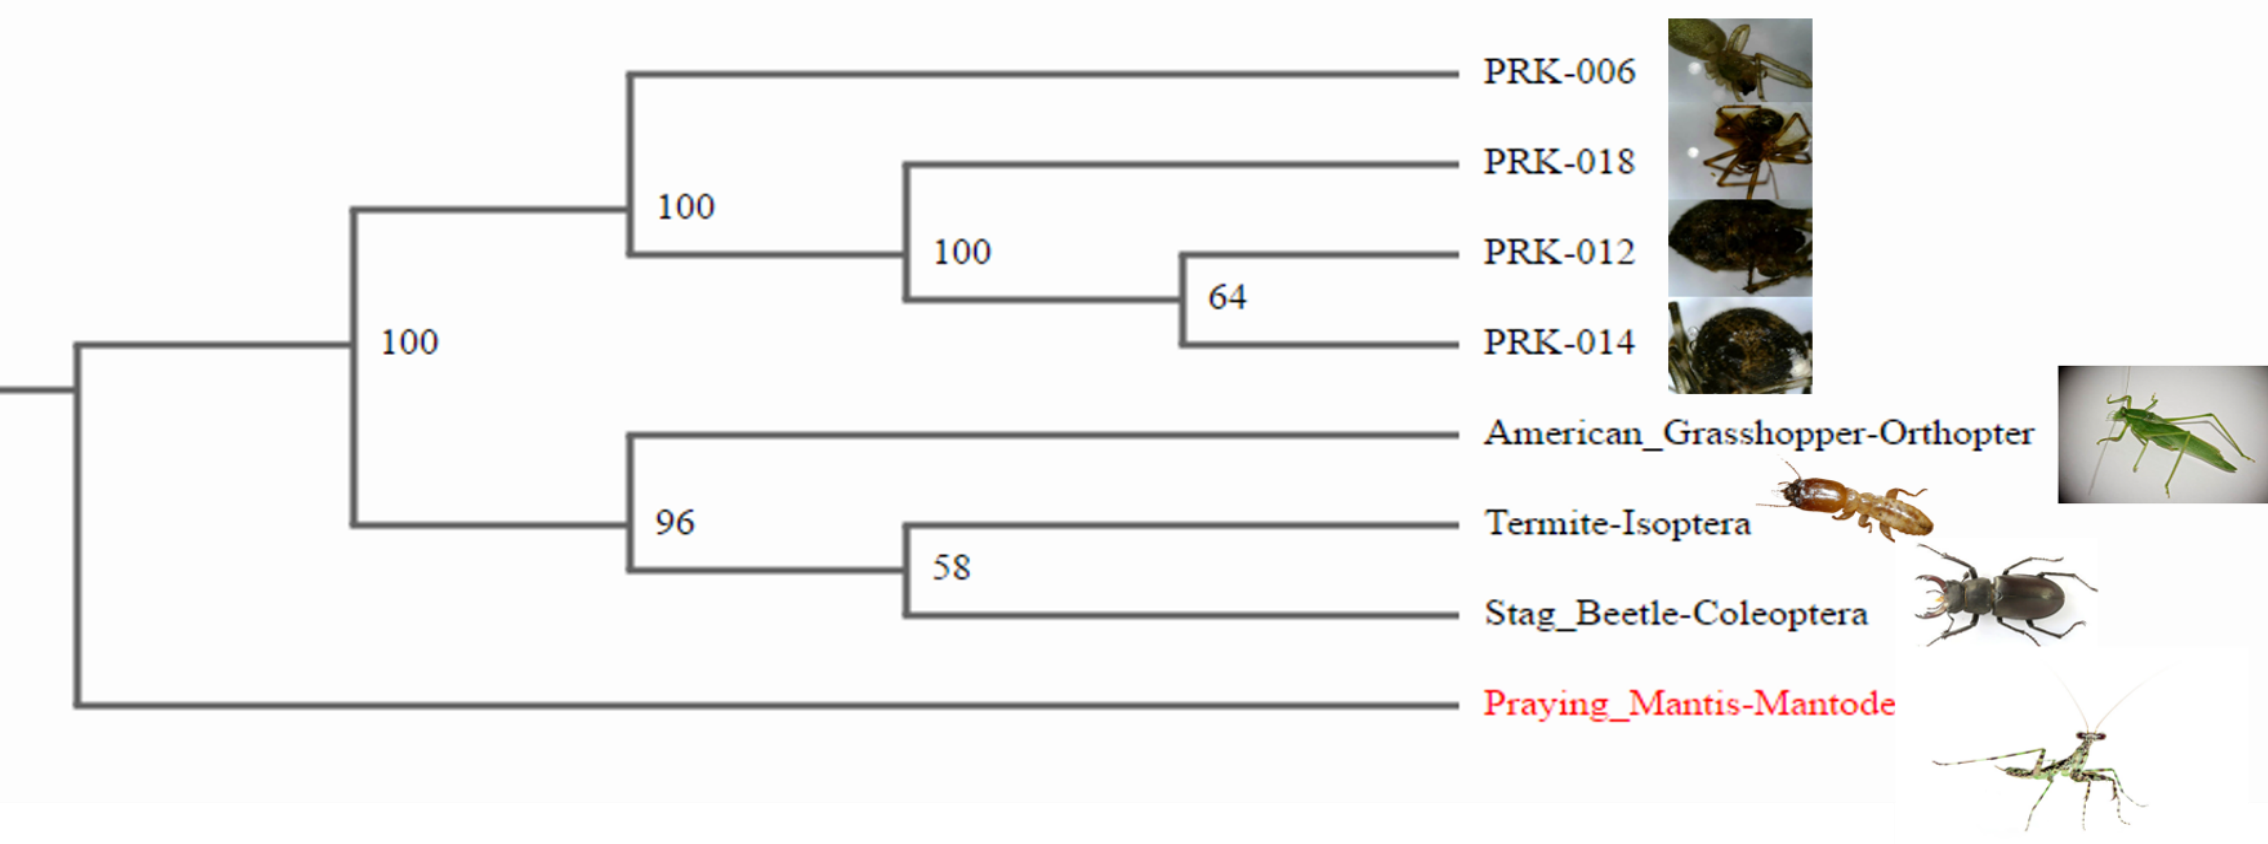 PRK-006
PRK-018
100
100
PRK-012
64
PRK-014
100
American_Grasshopper-Orthopter
96
Termite-Isoptera
58
Stag_Beetle-Coleoptera
Praying_Mantis-Mantode